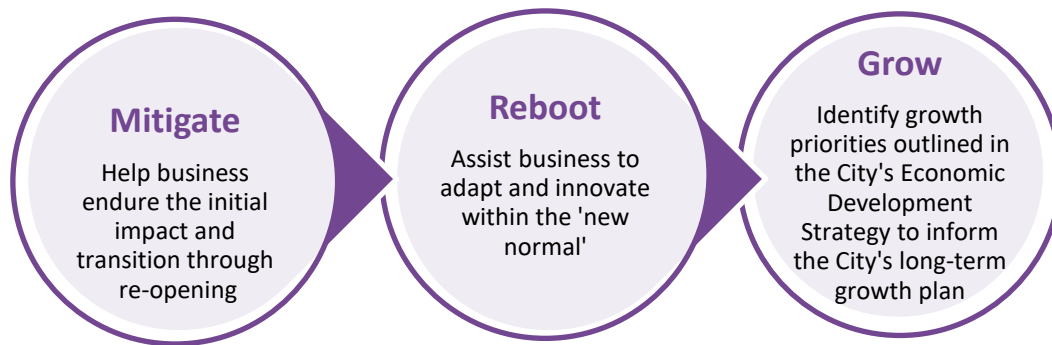 Mitigate
Help business
endure the initial
impact and
transition through
re-opening
Reboot
Assist business to
adapt and innovate
within the 'new
normal'
Grow
Identify growth
priorities outlined in
the City's Economic
Development
Strategy to inform
the City's long-term
growth plan